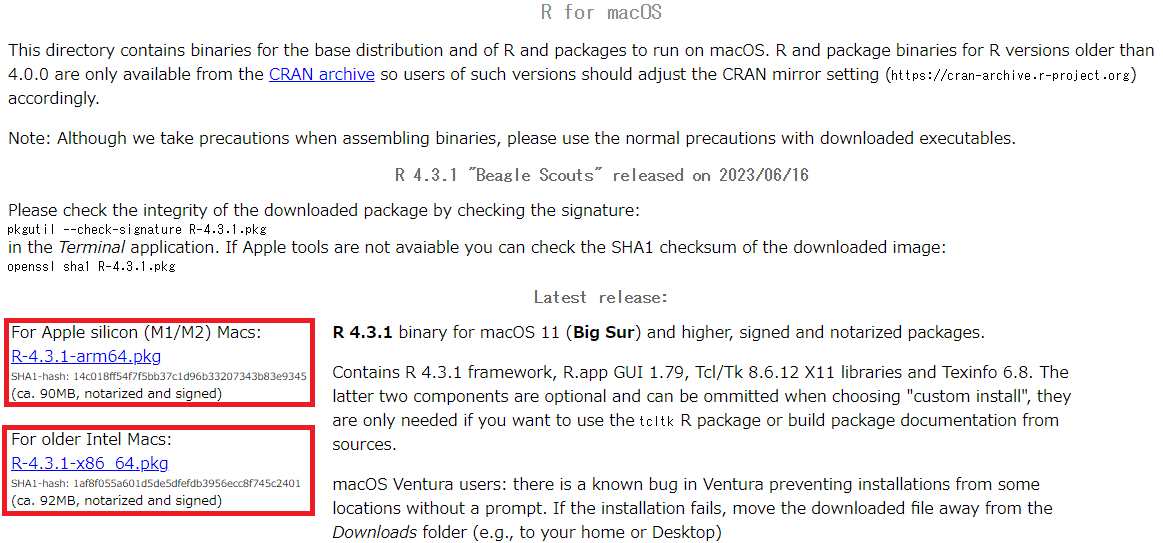 R for macOS
This directory contains binaries for the base distribution and of R and packages to run on macOS. R and package binaries for R versions older than
4.0.0 are only available from the CRAN archive so users of such versions should adjust the CRAN mirror setting (https://cran-archive.r-project.org)
accordingly.
Note: Although we take precautions when assembling binaries, please use the normal precautions with downloaded executables.
R 4.3.1 "Beagle Scouts" released on 2023/06/16
Please check the integrity of the downloaded package by checking the signature:
pkgutil --check-signature R-4.3.1.pkg
in the Terminal application. If Apple tools are not avaiable you can check the SHA1 checksum of the downloaded image:
openssl sha1 R-4.3.1.pkg
Latest release:
For Apple silicon (M1/M2) Macs:
R-4.3.1-arm64.pkg
SHA1-hash: 14c018ff54f7f5bb37c1d96b33207343b83e9345
(ca. 90MB, notarized and signed)
For older Intel Macs:
R-4.3.1-x86_64.pkg
SHA1-hash: 1af8f055a601d5de5dfefdb3956ecc8f745c2401
(ca. 92MB, notarized and signed)
R 4.3.1 binary for macOS 11 (Big Sur) and higher, signed and notarized packages.
Contains R 4.3.1 framework, R.app GUI 1.79, Tcl/Tk 8.6.12 X11 libraries and Texinfo 6.8. The
latter two components are optional and can be ommitted when choosing "custom install", they
are only needed if you want to use the tcltk R package or build package documentation from
sources.
macOS Ventura users: there is a known bug in Ventura preventing installations from some
locations without a prompt. If the installation fails, move the downloaded file away from the
Downloads folder (e.g., to your home or Desktop)